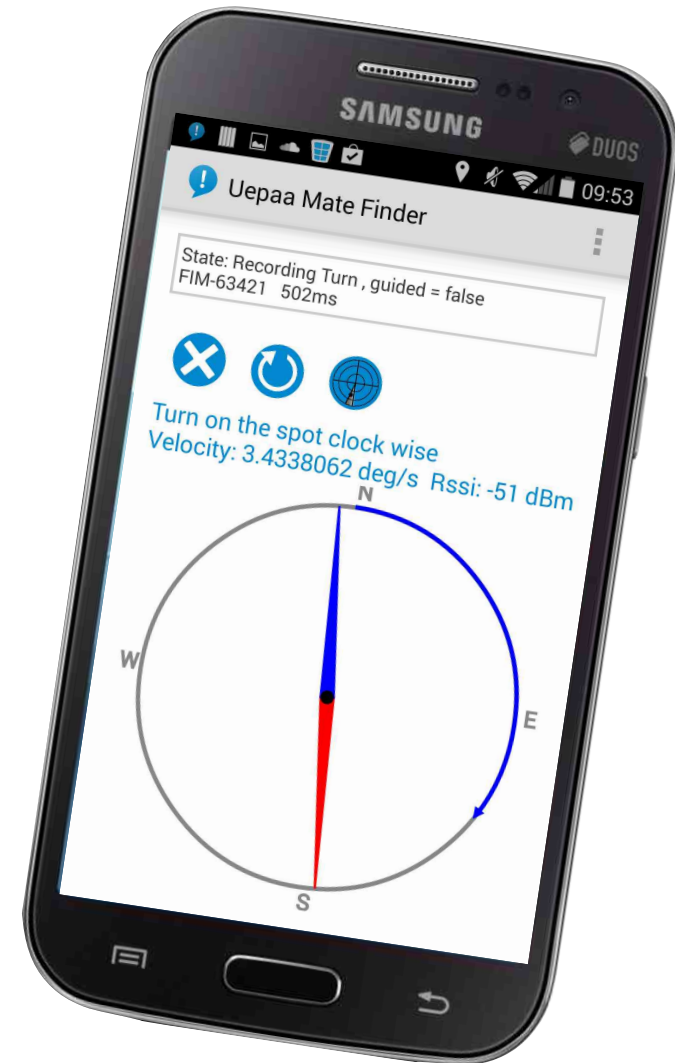 SAMSUNG
DUOS
09:53
Uepaa Mate Finder
State: Recording Turn , guided = false
FIM-63421   502ms
Turn on the spot clock wise
Velocity: 3.4338062 deg/s  Rssi: -51 dBm
N
W
E
S